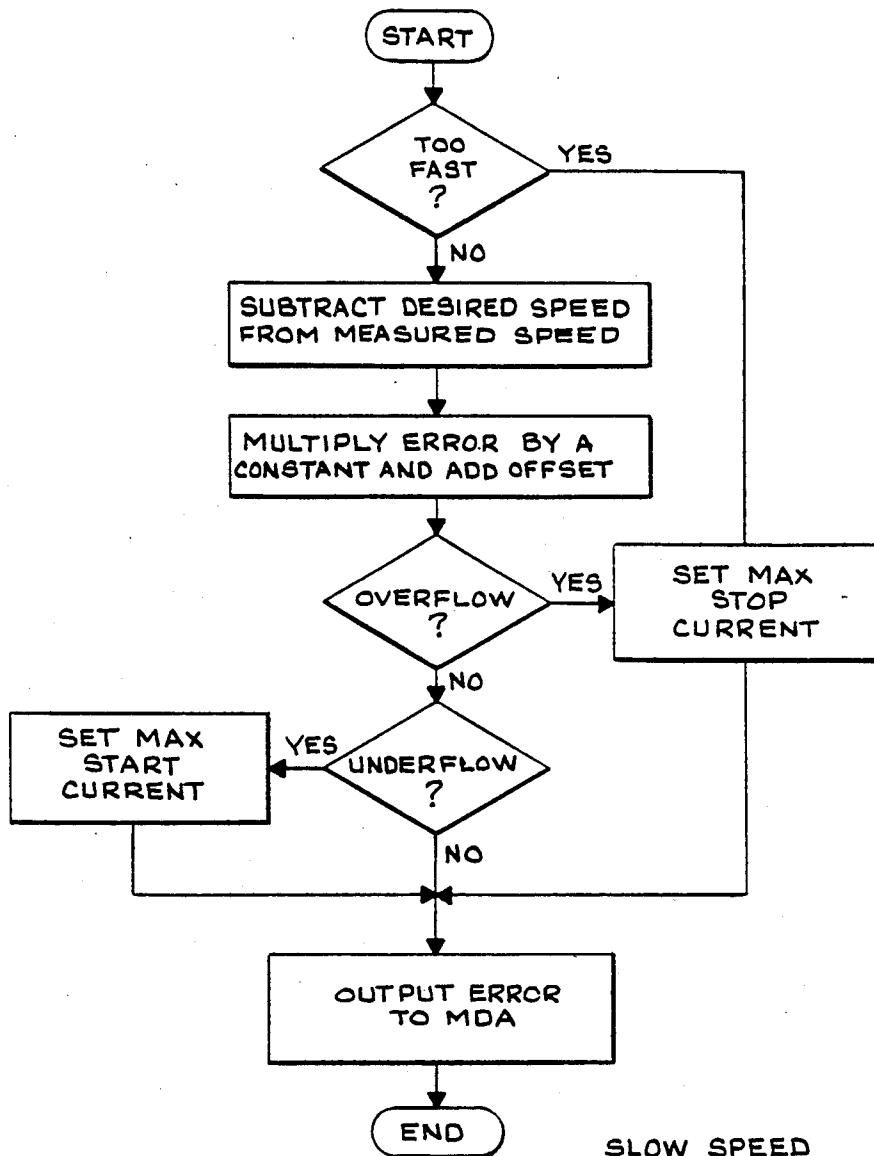 START
TOO
FAST
?
YES
NO
SUBTRACT DESIRED SPEED
FROM MEASURED SPEED
MULTIPLY ERROR BY A
CONSTANT AND ADD OFFSET
OVERFLOW
?
YES
SET MAX
STOP
CURRENT
NO
SET MAX
START
CURRENT
YES
UNDERFLOW
?
NO
OUTPUT ERROR
TO MDA
END
SLOW SPEED